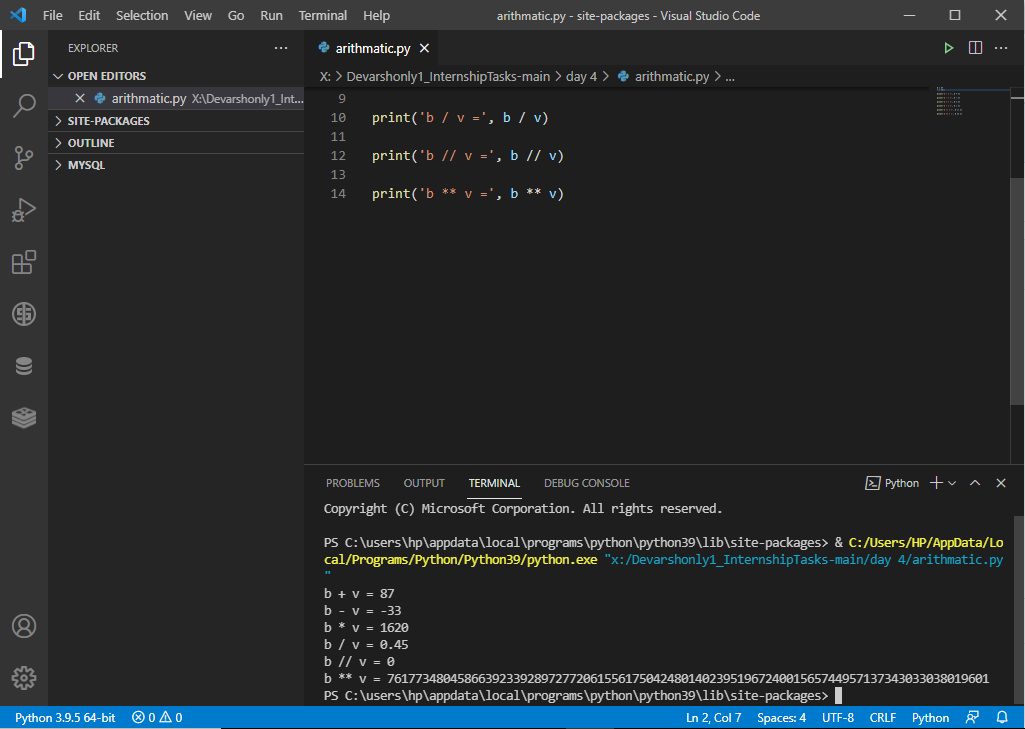 File Edit Selection View Go Run Terminal Help arithmatic.py - site-packages - Visual Studio Code
EXPLORER
OPEN EDITORS
arithmatic.py X:\Devarshonly1_Int...
SITE-PACKAGES
OUTLINE
MYSQL
arithmatic.py
X: > Devarshonly1_InternshipTasks-main > day 4 > arithmatic.py > ...
9
10 print('b / v =', b / v)
11
12 print('b // v =', b // v)
13
14 print('b ** v =', b ** v)
PROBLEMS OUTPUT TERMINAL DEBUG CONSOLE Python
Copyright (C) Microsoft Corporation. All rights reserved.
PS C:\users\hp\appdata\local\programs\python\python39\lib\site-packages> & C:/Users/HP/AppData/Lo
cal/Programs/Python/Python39/python.exe "x:/Devarshonly1_InternshipTasks-main/day 4/arithmatic.py
"
b + v = 87
b - v = -33
b * v = 1620
b / v = 0.45
b // v = 0
b ** v = 76177348045866392339289727720615561750424801402395196724001565744957137343033038019601
PS C:\users\hp\appdata\local\programs\python\python39\lib\site-packages>
Python 3.9.5 64-bit 0 0 Ln 2, Col 7 Spaces: 4 UTF-8 CRLF Python